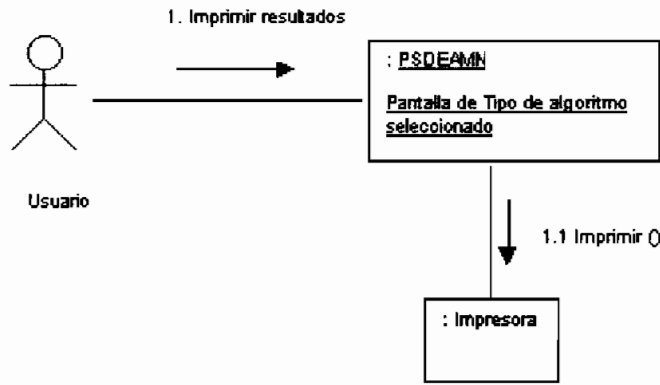 1. Imprimir resultados
: PSDEAMN
Pantalla de Tipo de algoritmo
seleccionado
Usuario
1.1 Imprimir ()
: Impresora